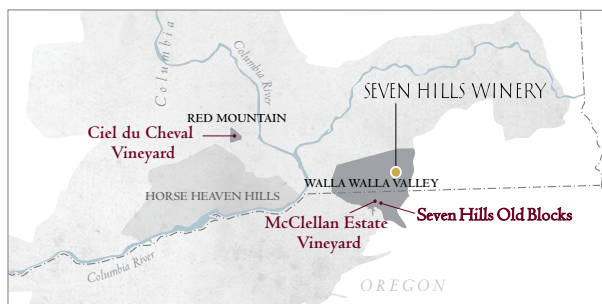 Columbia
Columbia
River
SEVEN HILLS WINERY
RED MOUNTAIN
Ciel du Cheval
Vineyard
WALLA WALLA VALLEY
HORSE HEAVEN HILLS
McClellan Estate
Vineyard
Seven Hills Old Blocks
Columbia River
OREGON